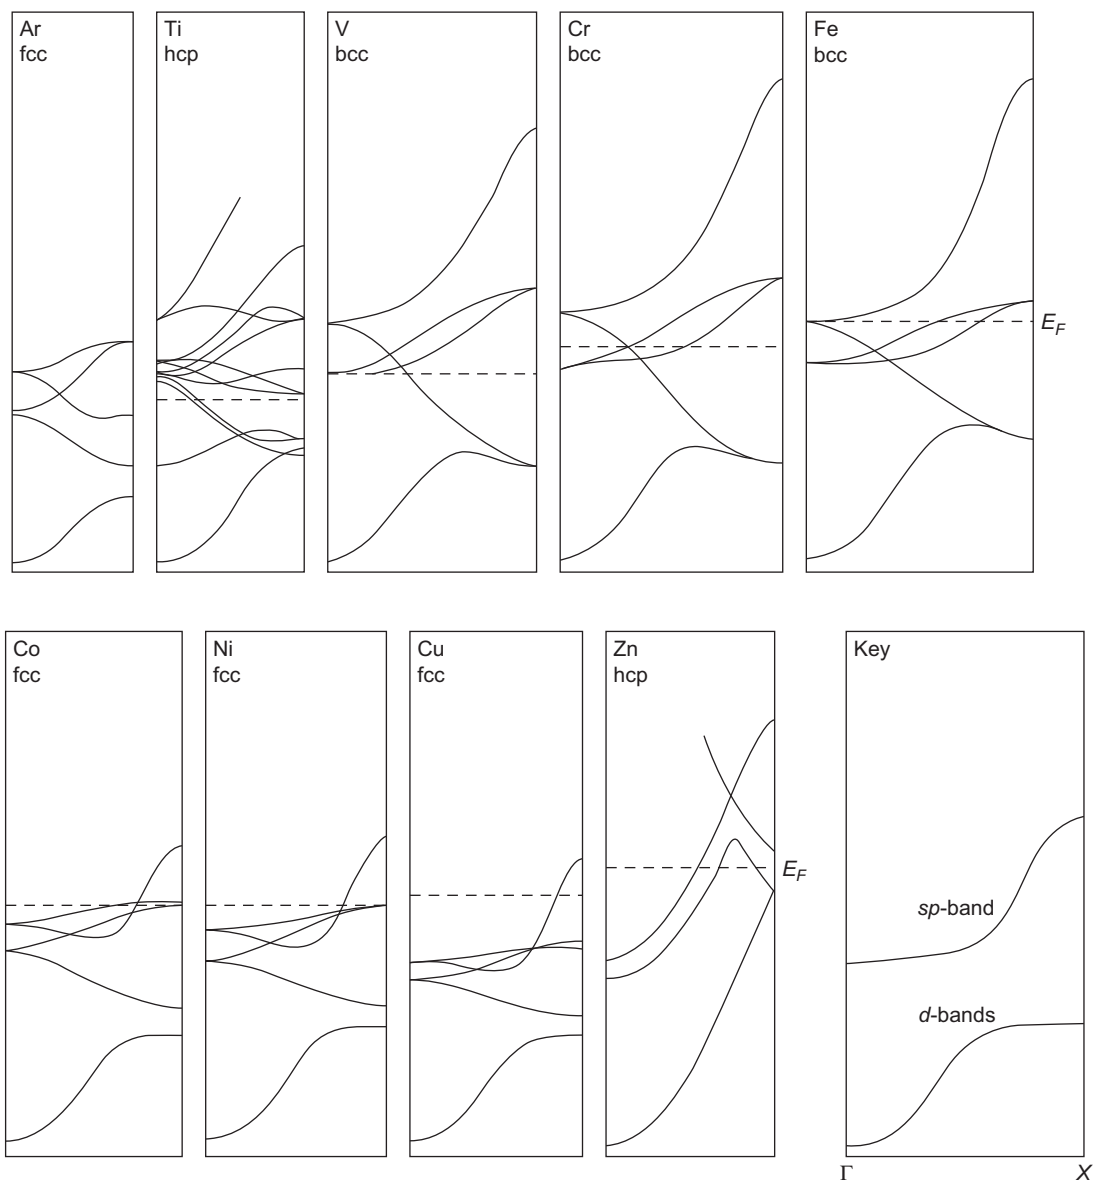 Ar
fcc
Ti
hcp
V
bcc
Cr
bcc
Fe
bcc
E_F
Co
fcc
Ni
fcc
Cu
fcc
Zn
hcp
E_F
Key
sp-band
d-bands
Γ
X